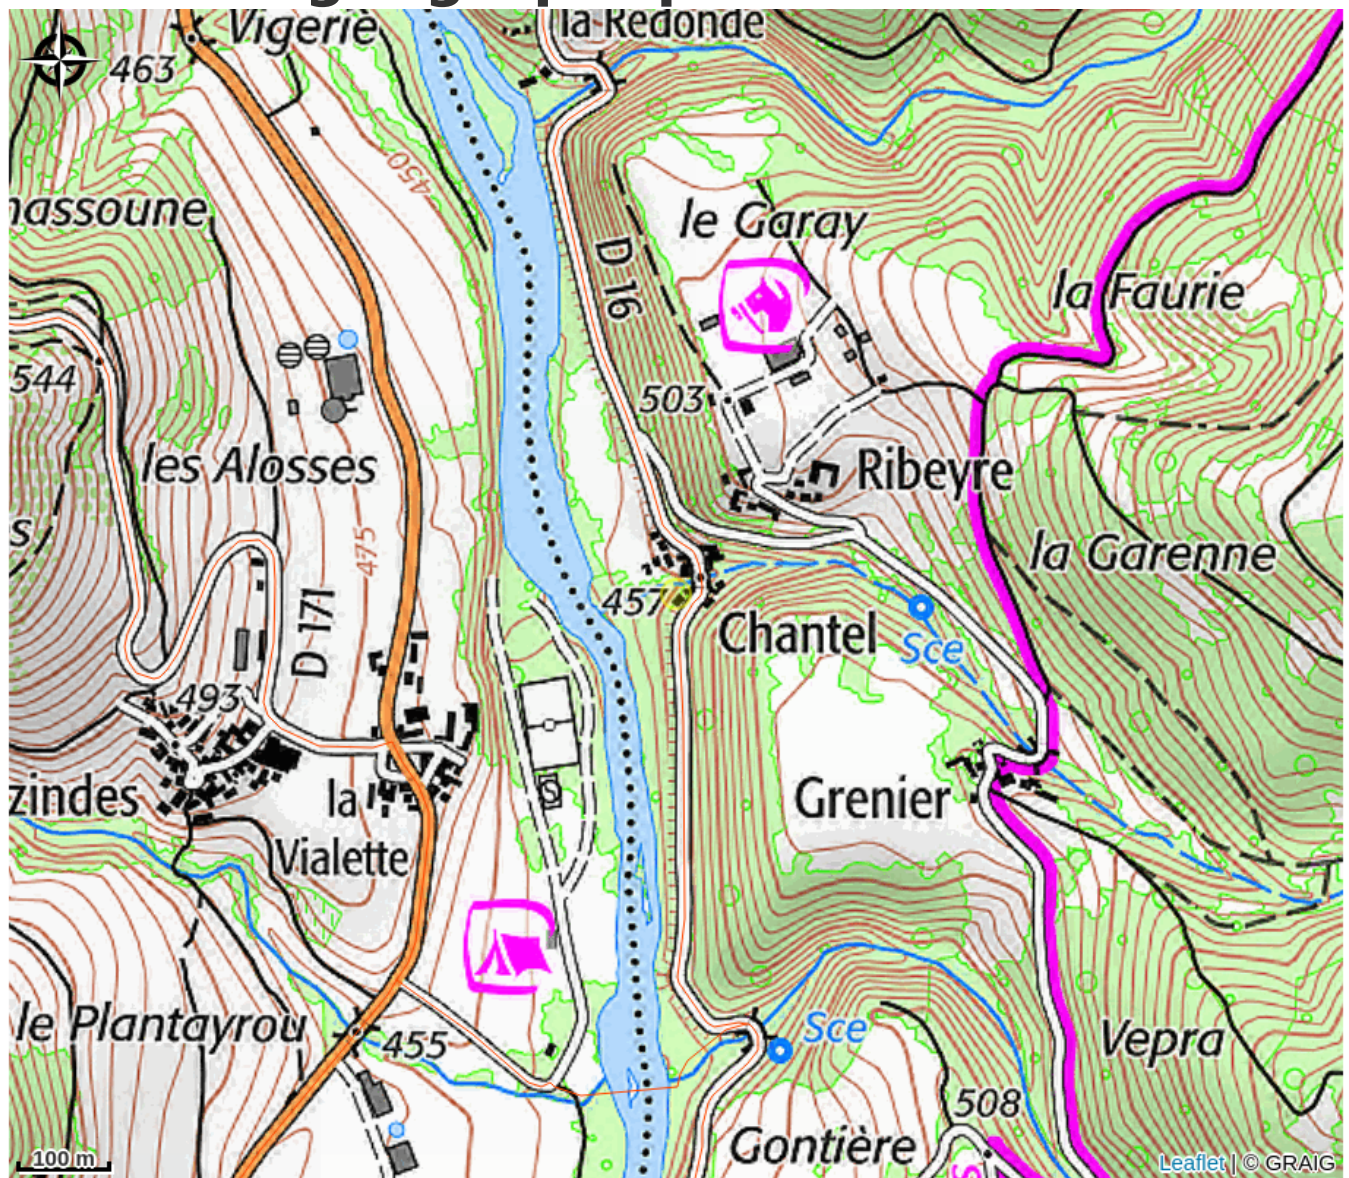 Vigerie
la Redonde
463
450
nassoune
le Garay
D 16
la Faurie
544
503
les Alosses
Ribeyre
s
475
la Garenne
457
D 171
Chantel
Sce
493
zindes
la
Vialette
Grenier
le Plantayrou
455
Sce
Vepra
508
Gontière
100 m
Leaflet | © GRAIG